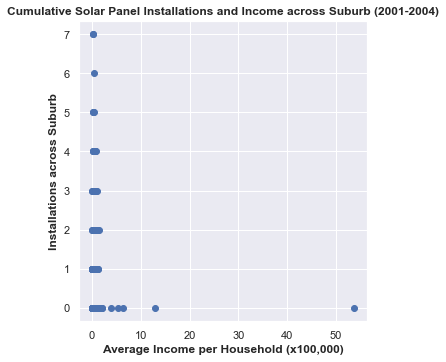 Cumulative Solar Panel Installations and Income across Suburb (2001-2004)
7
6
5
4
3
2
1
0
Installations across Suburb
0 10 20 30 40 50
Average Income per Household (x100,000)